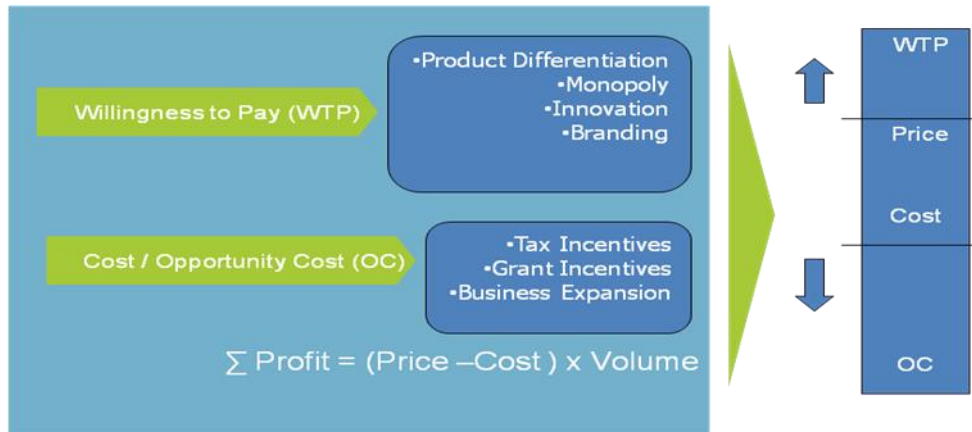 Willingness to Pay (WTP)
•Product Differentiation
•Monopoly
•Innovation
•Branding
Cost / Opportunity Cost (OC)
•Tax Incentives
•Grant Incentives
•Business Expansion
∑ Profit = (Price –Cost ) x Volume
WTP
Price
Cost
OC